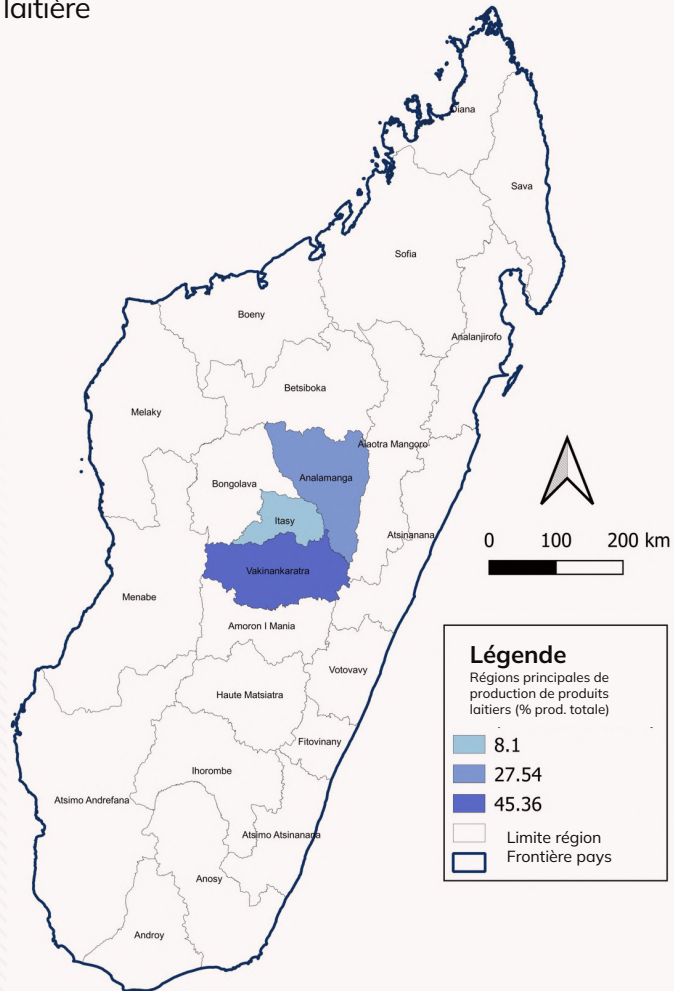 laitière
Diana
Sava
Sofia
Boeny
Analanjirofo
Betsiboka
Melaky
Alaotra Mangoro
Bongolava
Analamanga
Itasy
Atsinanana
0 100 200 km
Vakinankaratra
Menabe
Amoron I Mania
Votovavy
Haute Matsiatra
Fitovinany
Ihorombe
Atsimo Andrefana
Atsimo Atsinanana
Anosy
Androy
Légende
Régions principales de
production de produits
laitiers (% prod. totale)
8.1
27.54
45.36
Limite région
Frontière pays